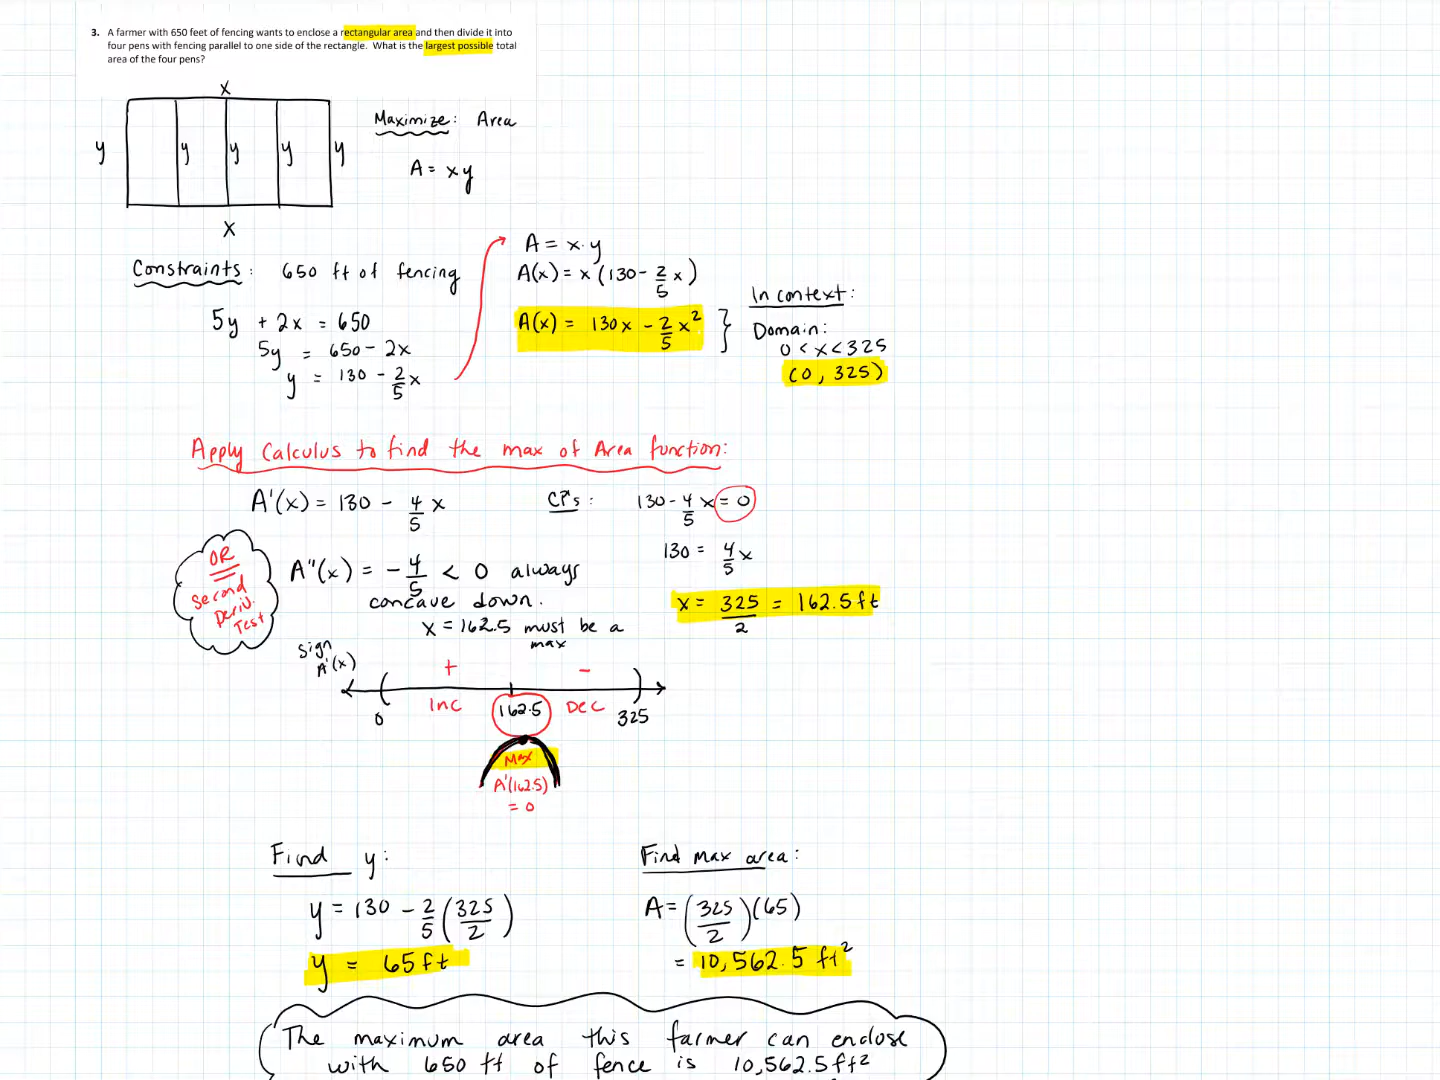 3. A farmer with 650 feet of fencing wants to enclose a rectangular area and then divide it into
four pens with fencing parallel to one side of the rectangle. What is the largest possible total
area of the four pens?
x
y y y y y
x
Maximize: Area
A = xy
Constraints: 650 ft of fencing
5y + 2x = 650
5y = 650 - 2x
y = 130 - 2/5 x
A = x·y
A(x) = x(130 - 2/5 x)
A(x) = 130x - 2/5 x²
In context:
Domain:
0 < x < 325
(0, 325)
Apply Calculus to find the max of Area function:
A'(x) = 130 - 4/5 x
OR
Second
Deriv.
Test
A"(x) = -4/5 < 0 always
concave down.
x = 162.5 must be a
max
CP's: 130 - 4/5 x = 0
130 = 4/5 x
x = 325/2 = 162.5 ft
Sign
A'(x)
+ -
0 Inc 162.5 Dec 325
Max
A'(162.5)
= 0
Find y:
y = 130 - 2/5 (325/2)
y = 65 ft
Find max area:
A = (325/2)(65)
= 10,562.5 ft²
The maximum area this farmer can enclose
with 650 ft of fence is 10,562.5 ft²